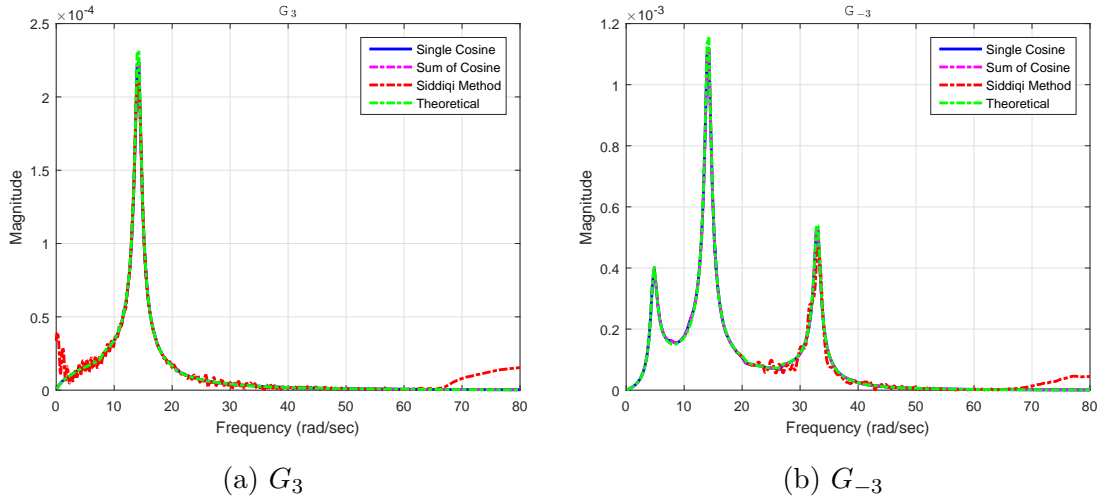 G 3
×10-4
2.5
2
1.5
1
0.5
0
0 10 20 30 40 50 60 70 80
Magnitude
Frequency (rad/sec)
Single Cosine
Sum of Cosine
Siddiqi Method
Theoretical
(a) G3
G -3
×10-3
1.2
1
0.8
0.6
0.4
0.2
0
0 10 20 30 40 50 60 70 80
Magnitude
Frequency (rad/sec)
Single Cosine
Sum of Cosine
Siddiqi Method
Theoretical
(b) G−3